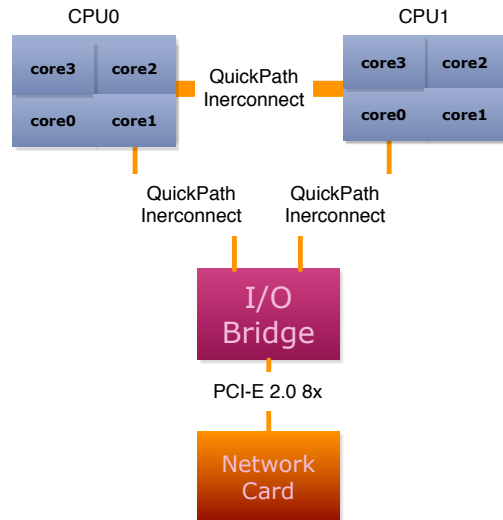 CPU0
CPU1
core3 core2
core0 core1
QuickPath
Inerconnect
core3 core2
core0 core1
QuickPath
Inerconnect
QuickPath
Inerconnect
I/O
Bridge
PCI-E 2.0 8x
Network
Card